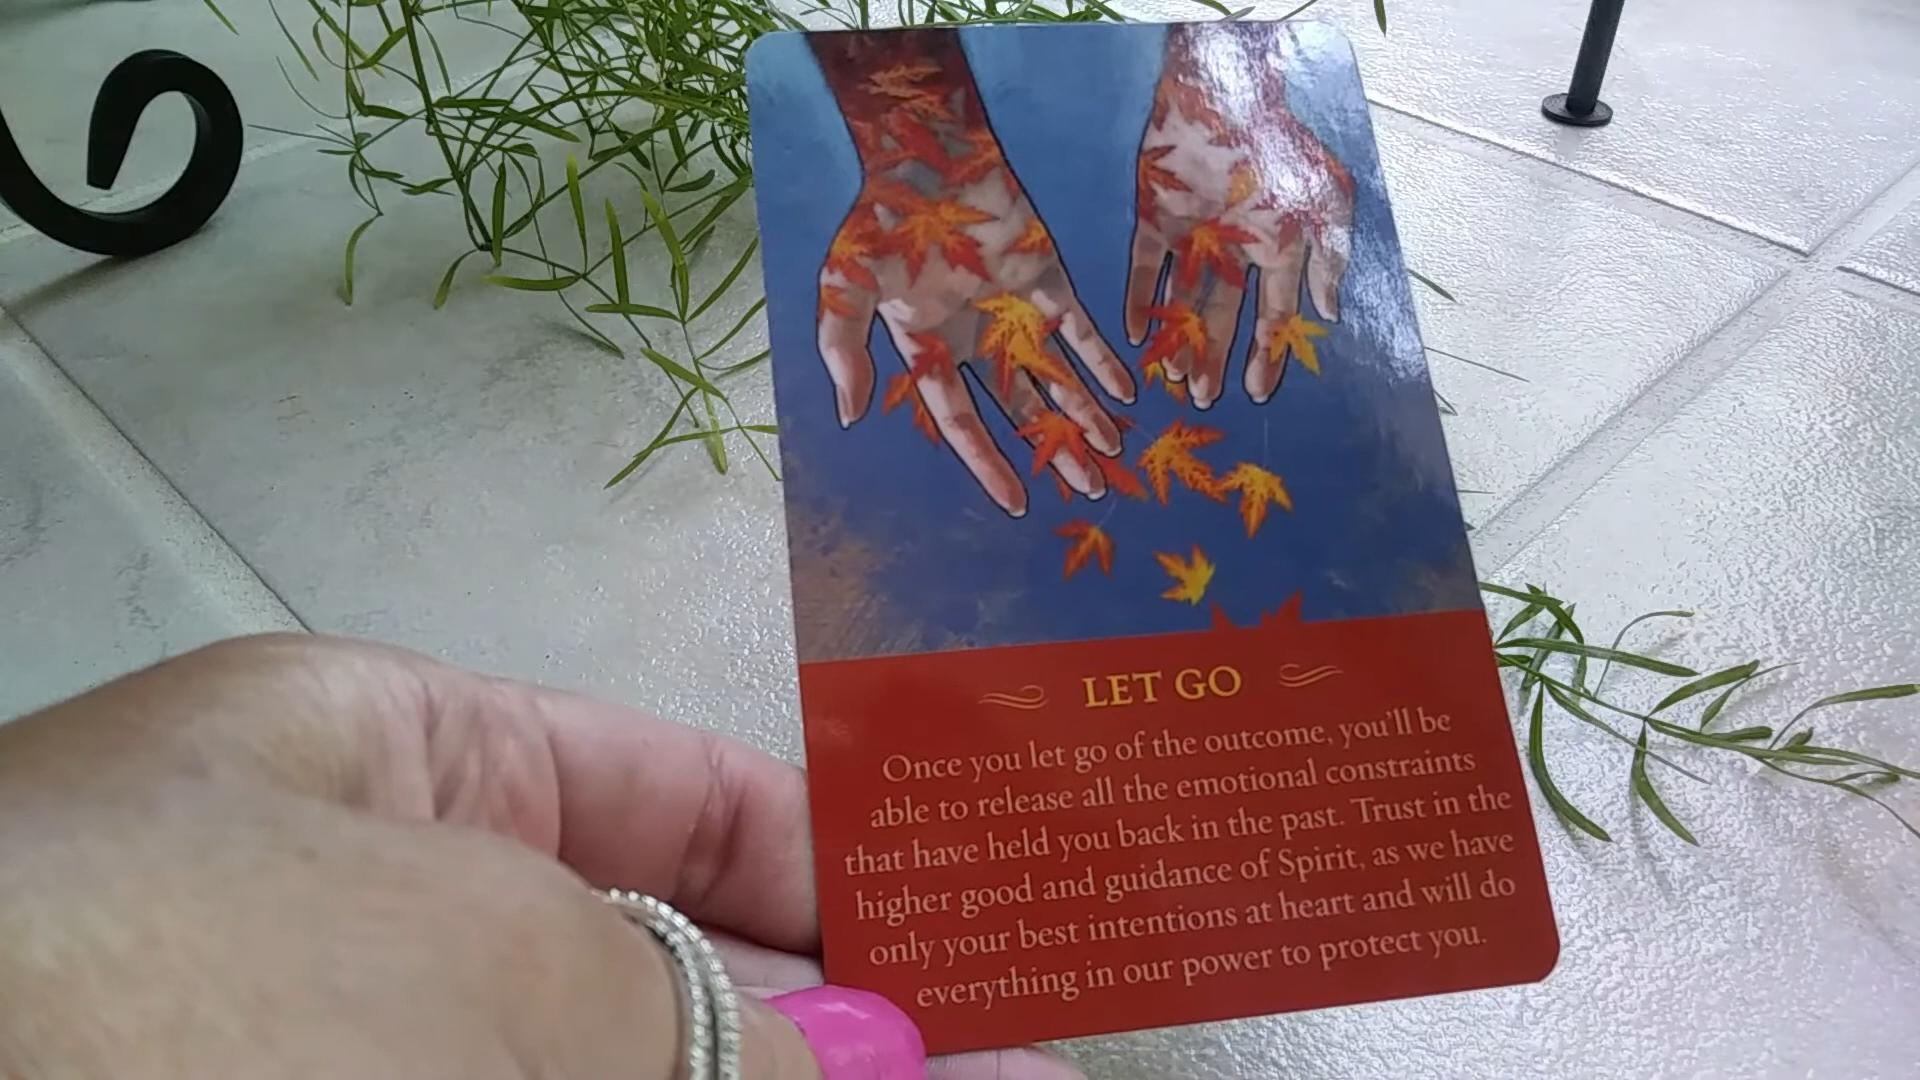 LET GO
Once you let go of the outcome, you'll be
able to release all the emotional constraints
that have held you back in the past. Trust in the
higher good and guidance of Spirit, as we have
only your best intentions at heart and will do
everything in our power to protect you.